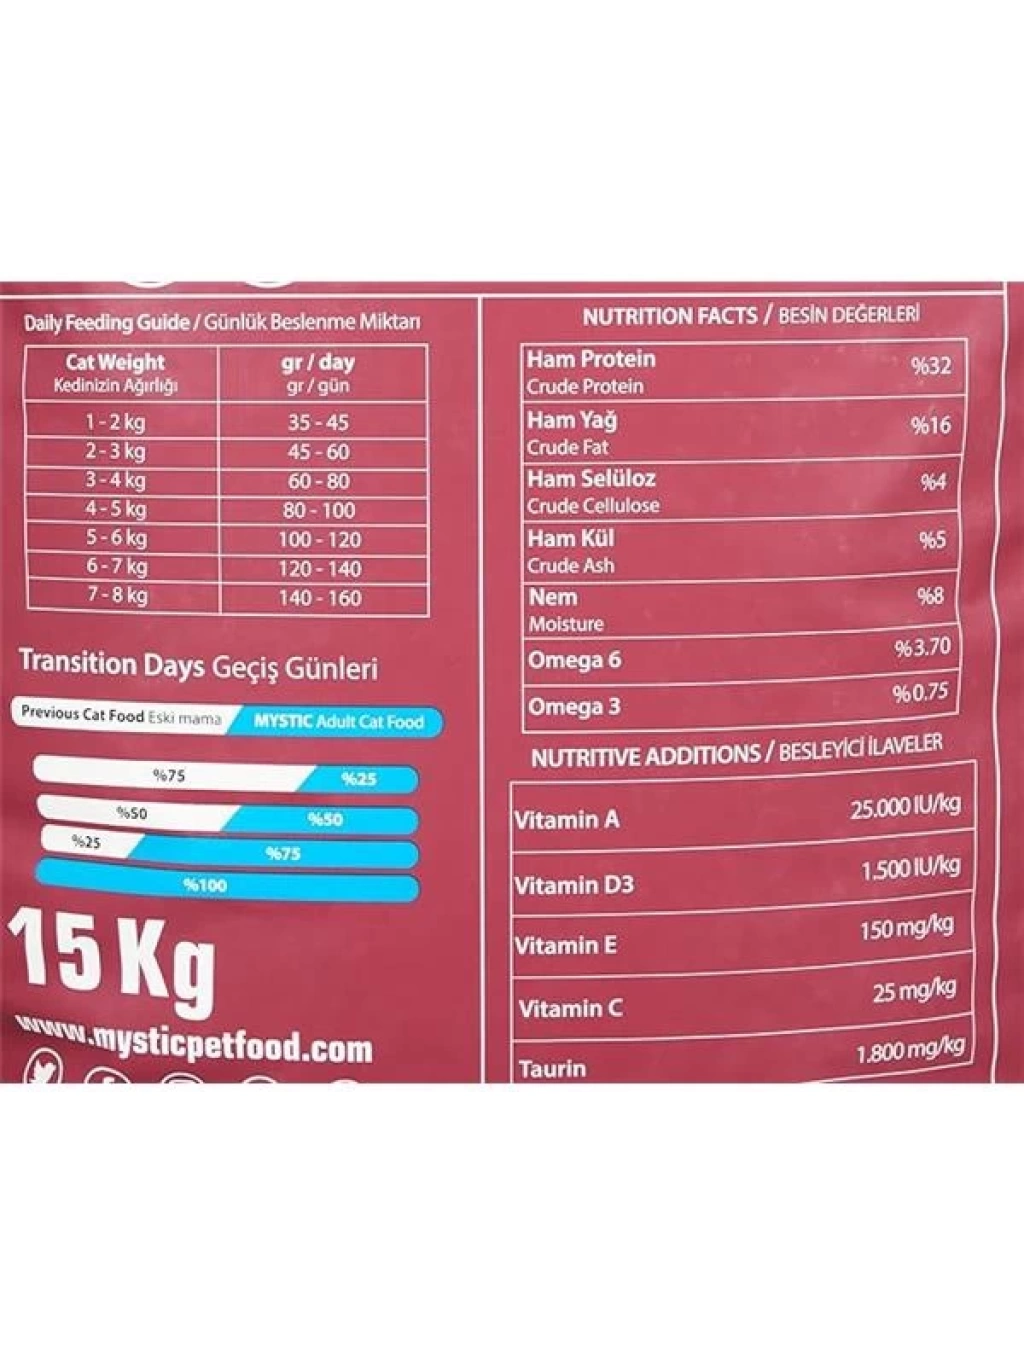 Daily Feeding Guide / Günlük Beslenme Miktarı
Cat Weight gr / day
Kedinizin Ağırlığı gr / gün
1 - 2 kg 35 - 45
2 - 3 kg 45 - 60
3 - 4 kg 60 - 80
4 - 5 kg 80 - 100
5 - 6 kg 100 - 120
6 - 7 kg 120 - 140
7 - 8 kg 140 - 160
Transition Days Geçiş Günleri
Previous Cat Food Eski mama MYSTIC Adult Cat Food
%75 %25
%50 %50
%25 %75
%100
15 Kg
www.mysticpetfood.com
NUTRITION FACTS / BESİN DEĞERLERİ
Ham Protein %32
Crude Protein
Ham Yağ %16
Crude Fat
Ham Selüloz %4
Crude Cellulose
Ham Kül %5
Crude Ash
Nem %8
Moisture
Omega 6 %3.70
Omega 3 %0.75
NUTRITIVE ADDITIONS / BESLEYİCİ İLAVELER
Vitamin A 25.000 IU/kg
Vitamin D3 1.500 IU/kg
Vitamin E 150 mg/kg
Vitamin C 25 mg/kg
Taurin 1.800 mg/kg